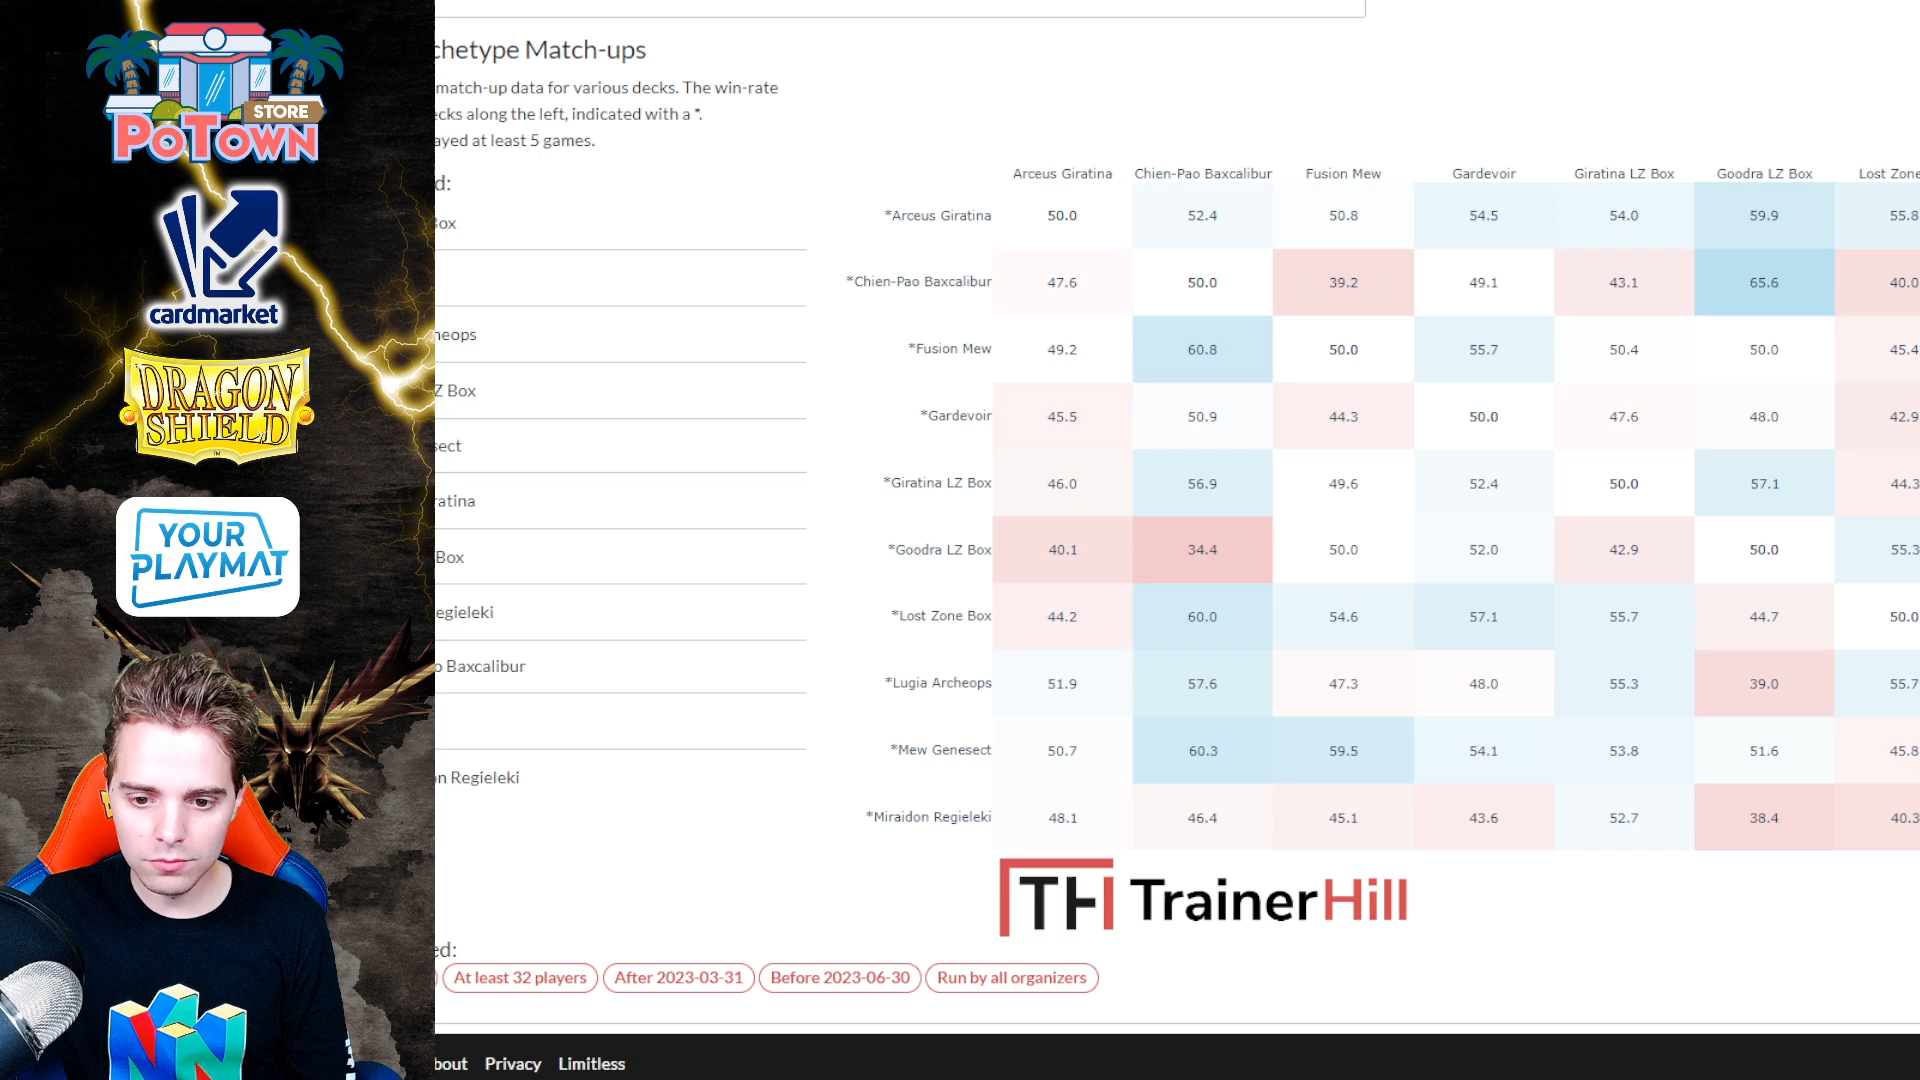 STORE
POTOWN
cardmarket
DRAGON
SHIELD
YOUR
PLAYMAT
chetype Match-ups
match-up data for various decks. The win-rate
ecks along the left, indicated with a *.
ayed at least 5 games.
d:
Box
heops
Z Box
sect
ratina
Box
egieleki
o Baxcalibur
n Regieleki
Arceus Giratina Chien-Pao Baxcalibur Fusion Mew Gardevoir Giratina LZ Box Goodra LZ Box Lost Zone
*Arceus Giratina 50.0 52.4 50.8 54.5 54.0 59.9 55.8
*Chien-Pao Baxcalibur 47.6 50.0 39.2 49.1 43.1 65.6 40.0
*Fusion Mew 49.2 60.8 50.0 55.7 50.4 50.0 45.4
*Gardevoir 45.5 50.9 44.3 50.0 47.6 48.0 42.9
*Giratina LZ Box 46.0 56.9 49.6 52.4 50.0 57.1 44.3
*Goodra LZ Box 40.1 34.4 50.0 52.0 42.9 50.0 55.3
*Lost Zone Box 44.2 60.0 54.6 57.1 55.7 44.7 50.0
*Lugia Archeops 51.9 57.6 47.3 48.0 55.3 39.0 55.7
*Mew Genesect 50.7 60.3 59.5 54.1 53.8 51.6 45.8
*Miraidon Regieleki 48.1 46.4 45.1 43.6 52.7 38.4 40.3
TH TrainerHill
ed:
At least 32 players After 2023-03-31 Before 2023-06-30 Run by all organizers
bout Privacy Limitless